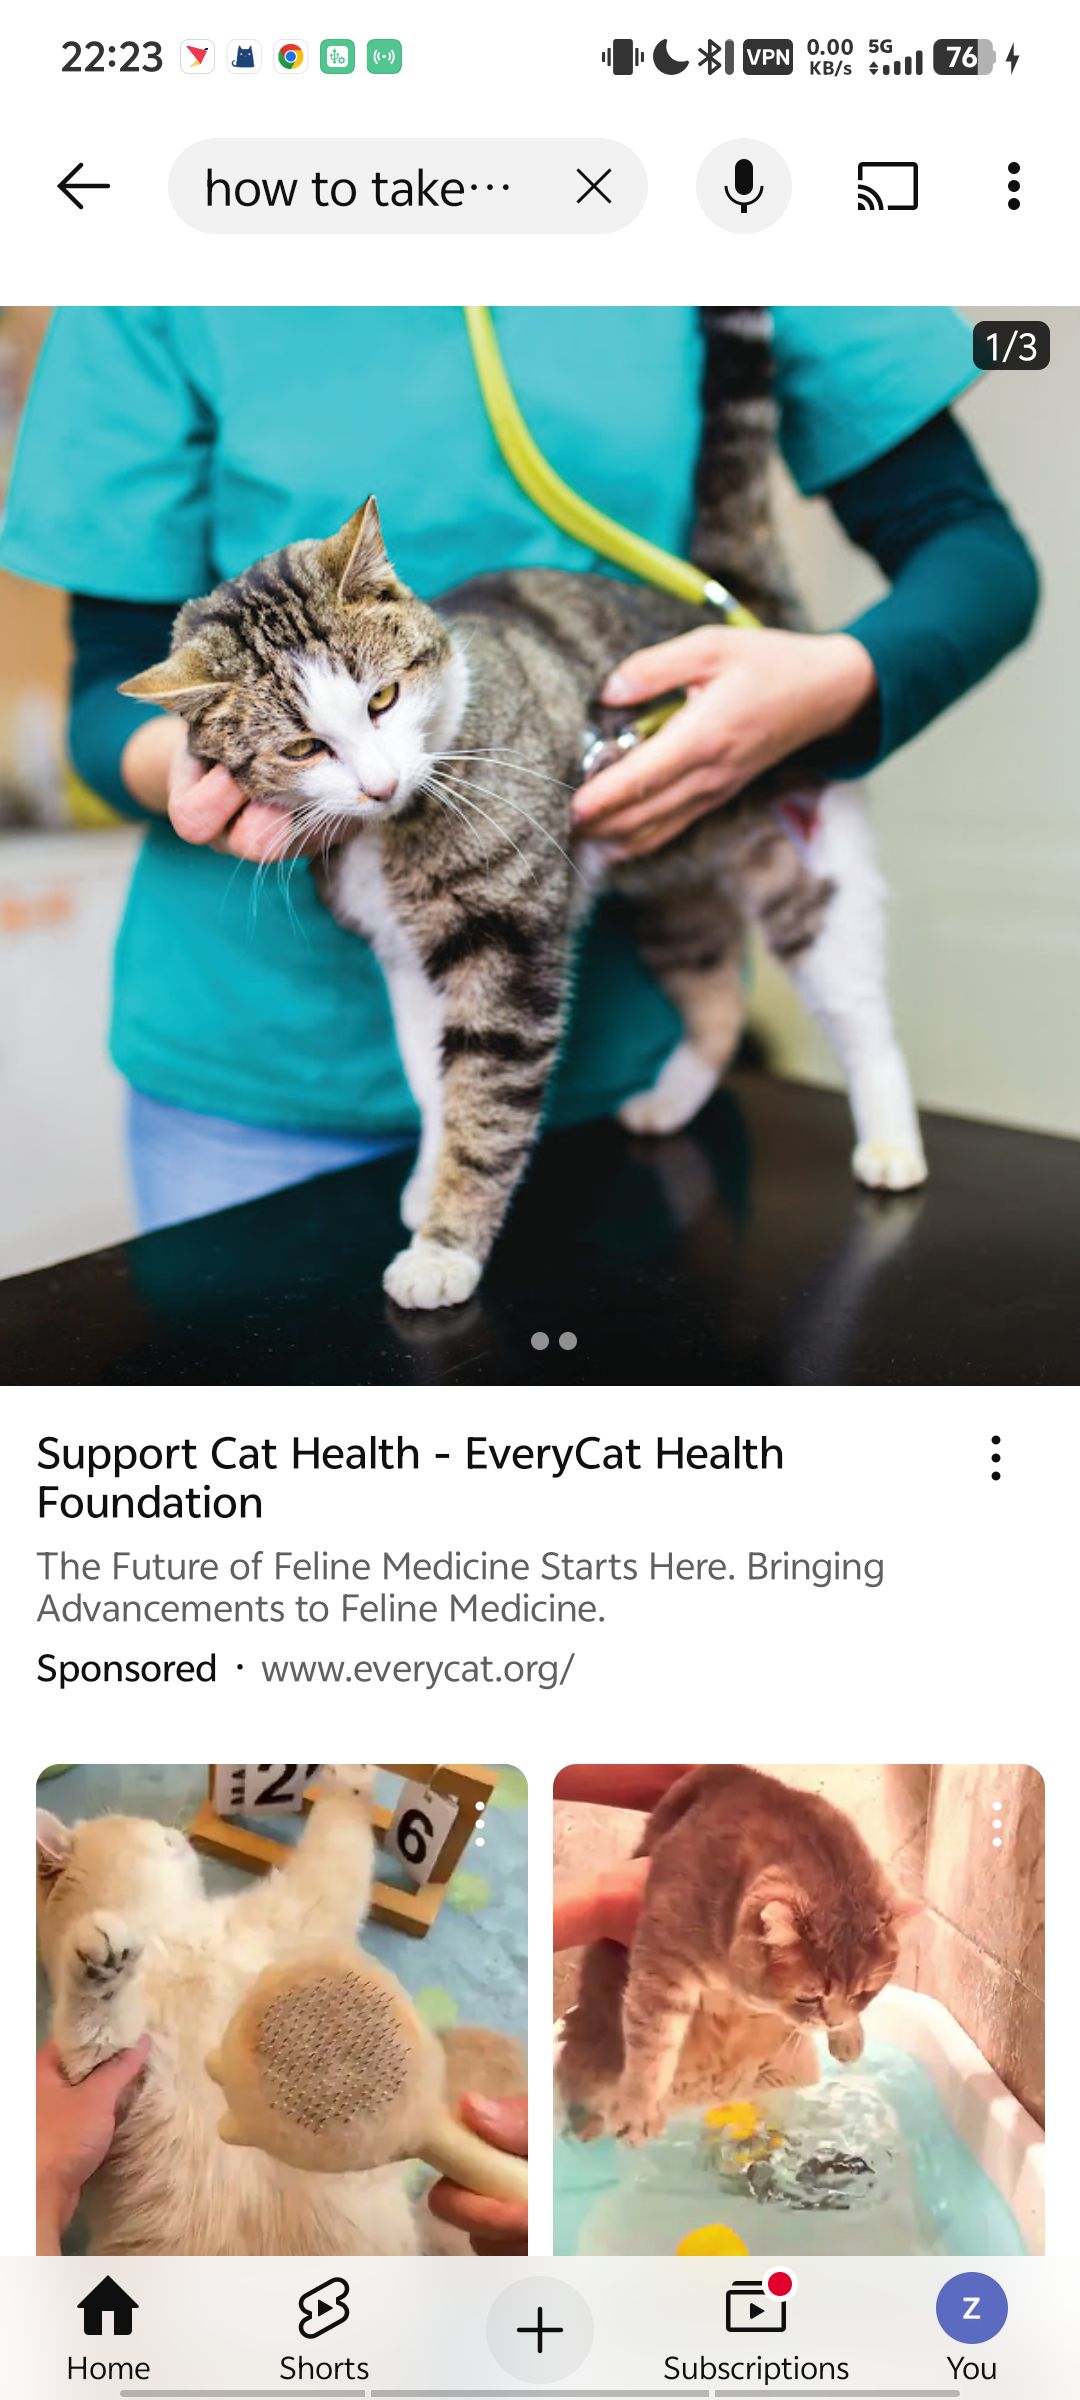 22:23
VPN
0.00
KB/s
5G
76
how to take···
1/3
Support Cat Health - EveryCat Health
Foundation
The Future of Feline Medicine Starts Here. Bringing
Advancements to Feline Medicine.
Sponsored · www.everycat.org/
2
6
Home
Shorts
Subscriptions
Z
You